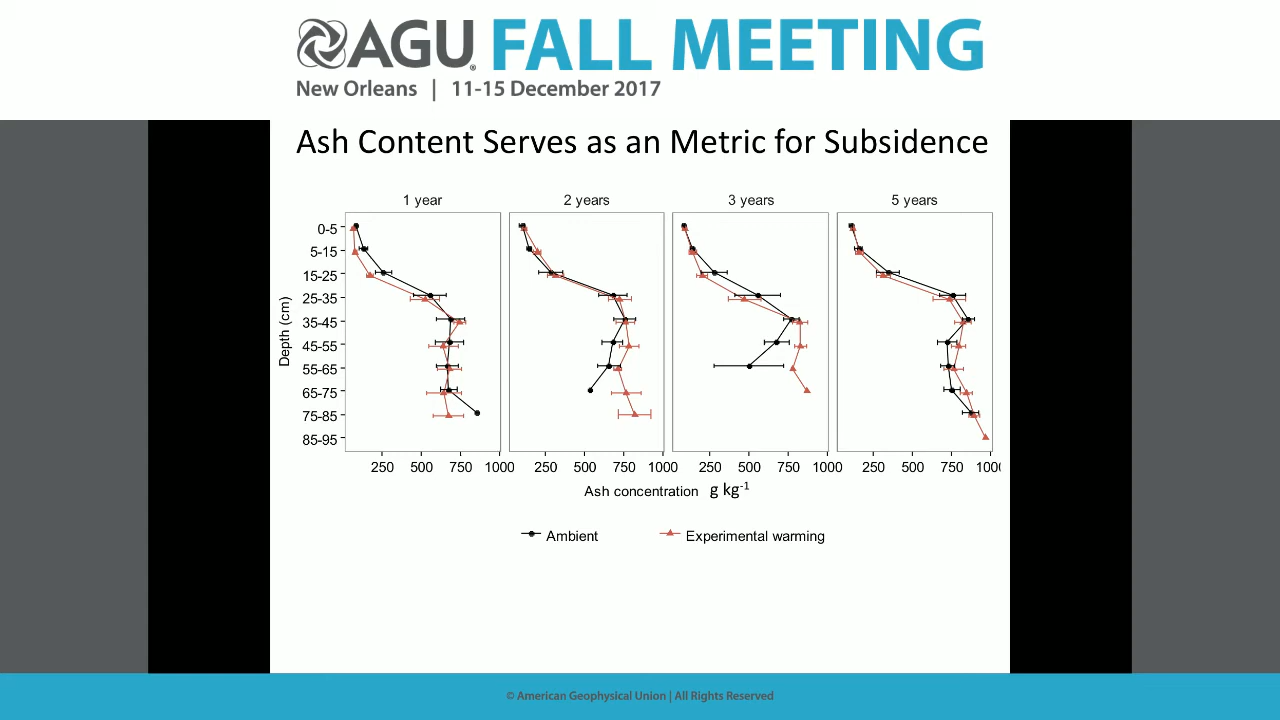 AGU FALL MEETING
New Orleans | 11-15 December 2017
Ash Content Serves as an Metric for Subsidence
1 year 2 years 3 years 5 years
Depth (cm)
0-5
5-15
15-25
25-35
35-45
45-55
55-65
65-75
75-85
85-95
250 500 750 1000 250 500 750 1000 250 500 750 1000 250 500 750 100
Ash concentration g kg-1
Ambient Experimental warming
© American Geophysical Union | All Rights Reserved